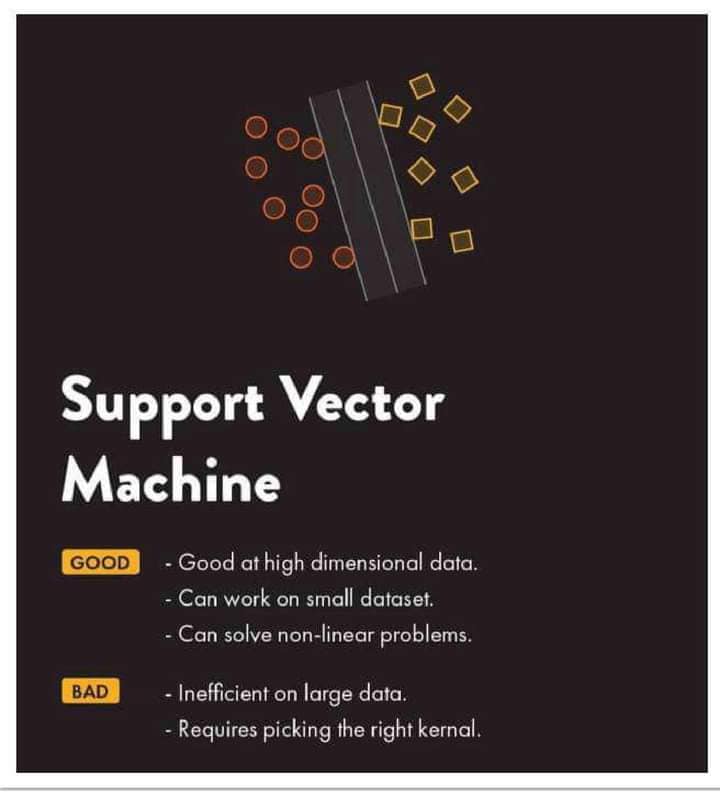 Support Vector
Machine
GOOD - Good at high dimensional data.
- Can work on small dataset.
- Can solve non-linear problems.
BAD - Inefficient on large data.
- Requires picking the right kernal.